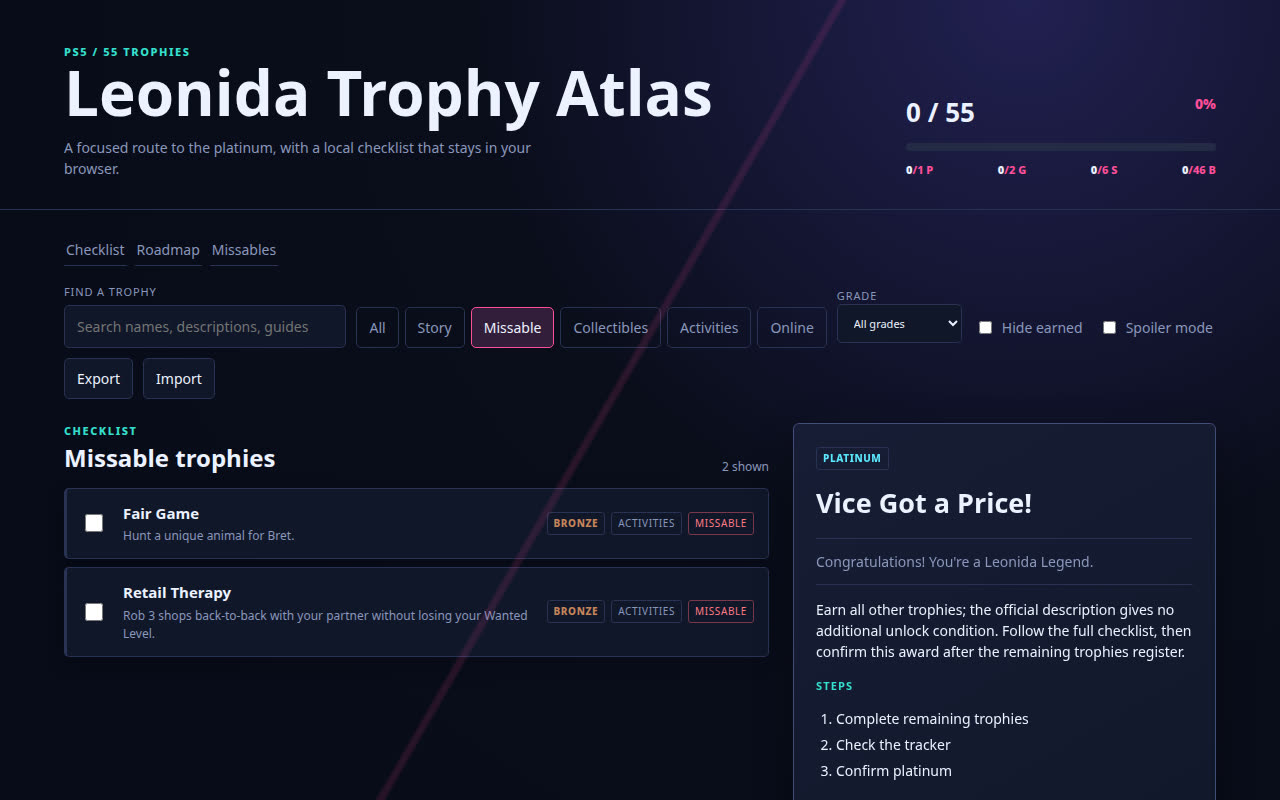 PS5 / 55 TROPHIES
Leonida Trophy Atlas
A focused route to the platinum, with a local checklist that stays in your
browser.
0 / 55
0%
0/1 P
0/2 G
0/6 S
0/46 B
Checklist
Roadmap
Missables
FIND A TROPHY
Search names, descriptions, guides
All
Story
Missable
Collectibles
Activities
Online
GRADE
All grades
Hide earned
Spoiler mode
Export
Import
CHECKLIST
Missable trophies
2 shown
Fair Game
Hunt a unique animal for Bret.
BRONZE
ACTIVITIES
MISSABLE
Retail Therapy
Rob 3 shops back-to-back with your partner without losing your Wanted
Level.
BRONZE
ACTIVITIES
MISSABLE
PLATINUM
Vice Got a Price!
Congratulations! You're a Leonida Legend.
Earn all other trophies; the official description gives no
additional unlock condition. Follow the full checklist, then
confirm this award after the remaining trophies register.
STEPS
1. Complete remaining trophies
2. Check the tracker
3. Confirm platinum